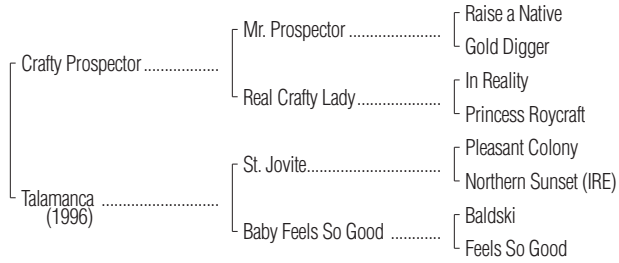 Raise a Native
Mr. Prospector ....................
Gold Digger
Crafty Prospector ..................
In Reality
Real Crafty Lady ....................
Princess Roycraft
Pleasant Colony
St. Jovite ............................
Northern Sunset (IRE)
Talamanca ..........................
(1996)
Baldski
Baby Feels So Good ............
Feels So Good